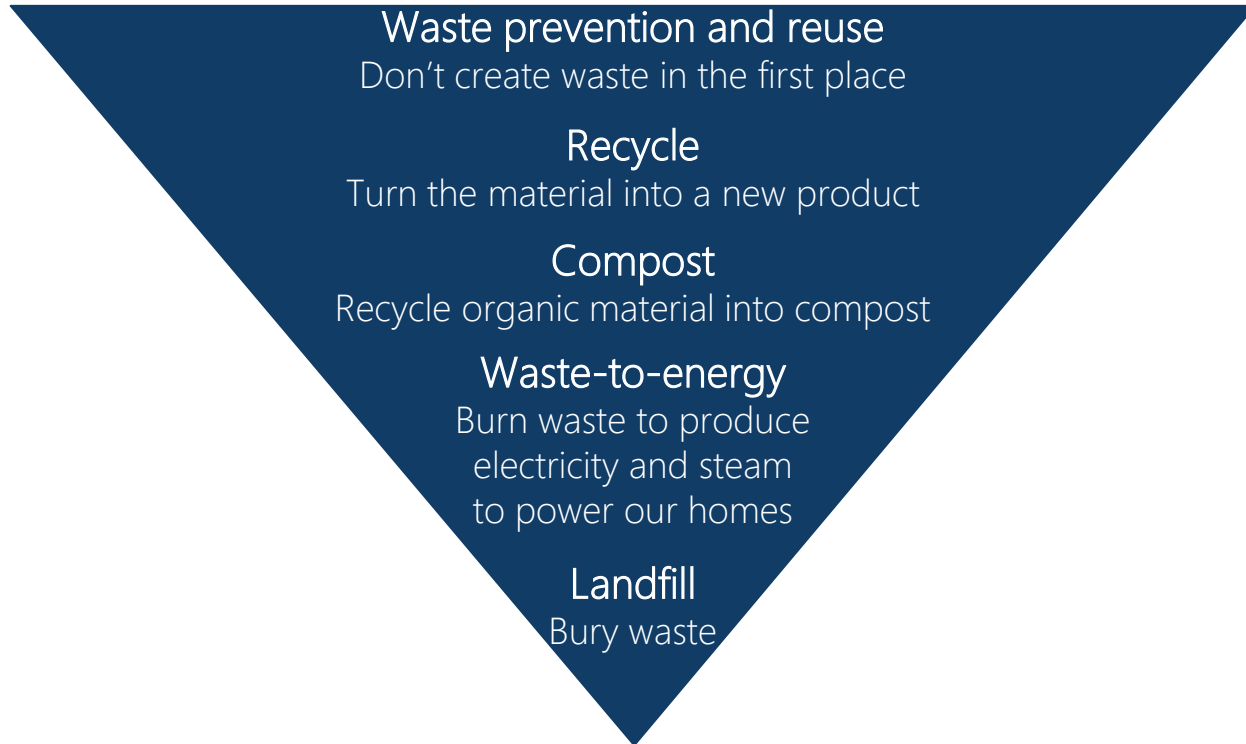 Waste prevention and reuse
Don’t create waste in the first place
Recycle
Turn the material into a new product
Compost
Recycle organic material into compost
Waste-to-energy
Burn waste to produce
electricity and steam
to power our homes
Landfill
Bury waste